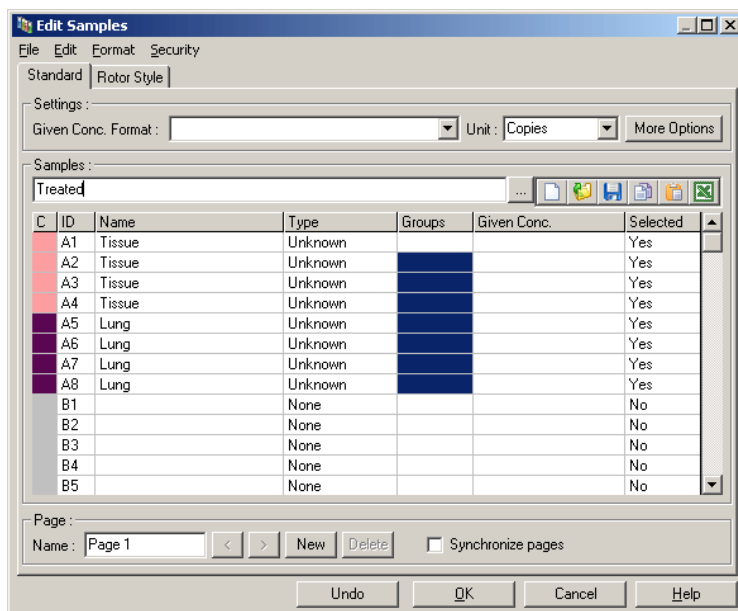 Edit Samples
File Edit Format Security
Standard Rotor Style
Settings :
Given Conc. Format : Unit : Copies More Options
Samples :
Treated ...
C ID Name Type Groups Given Conc. Selected
A1 Tissue Unknown Yes
A2 Tissue Unknown Yes
A3 Tissue Unknown Yes
A4 Tissue Unknown Yes
A5 Lung Unknown Yes
A6 Lung Unknown Yes
A7 Lung Unknown Yes
A8 Lung Unknown Yes
B1 None No
B2 None No
B3 None No
B4 None No
B5 None No
Page :
Name : Page 1 < > New Delete Synchronize pages
Undo OK Cancel Help